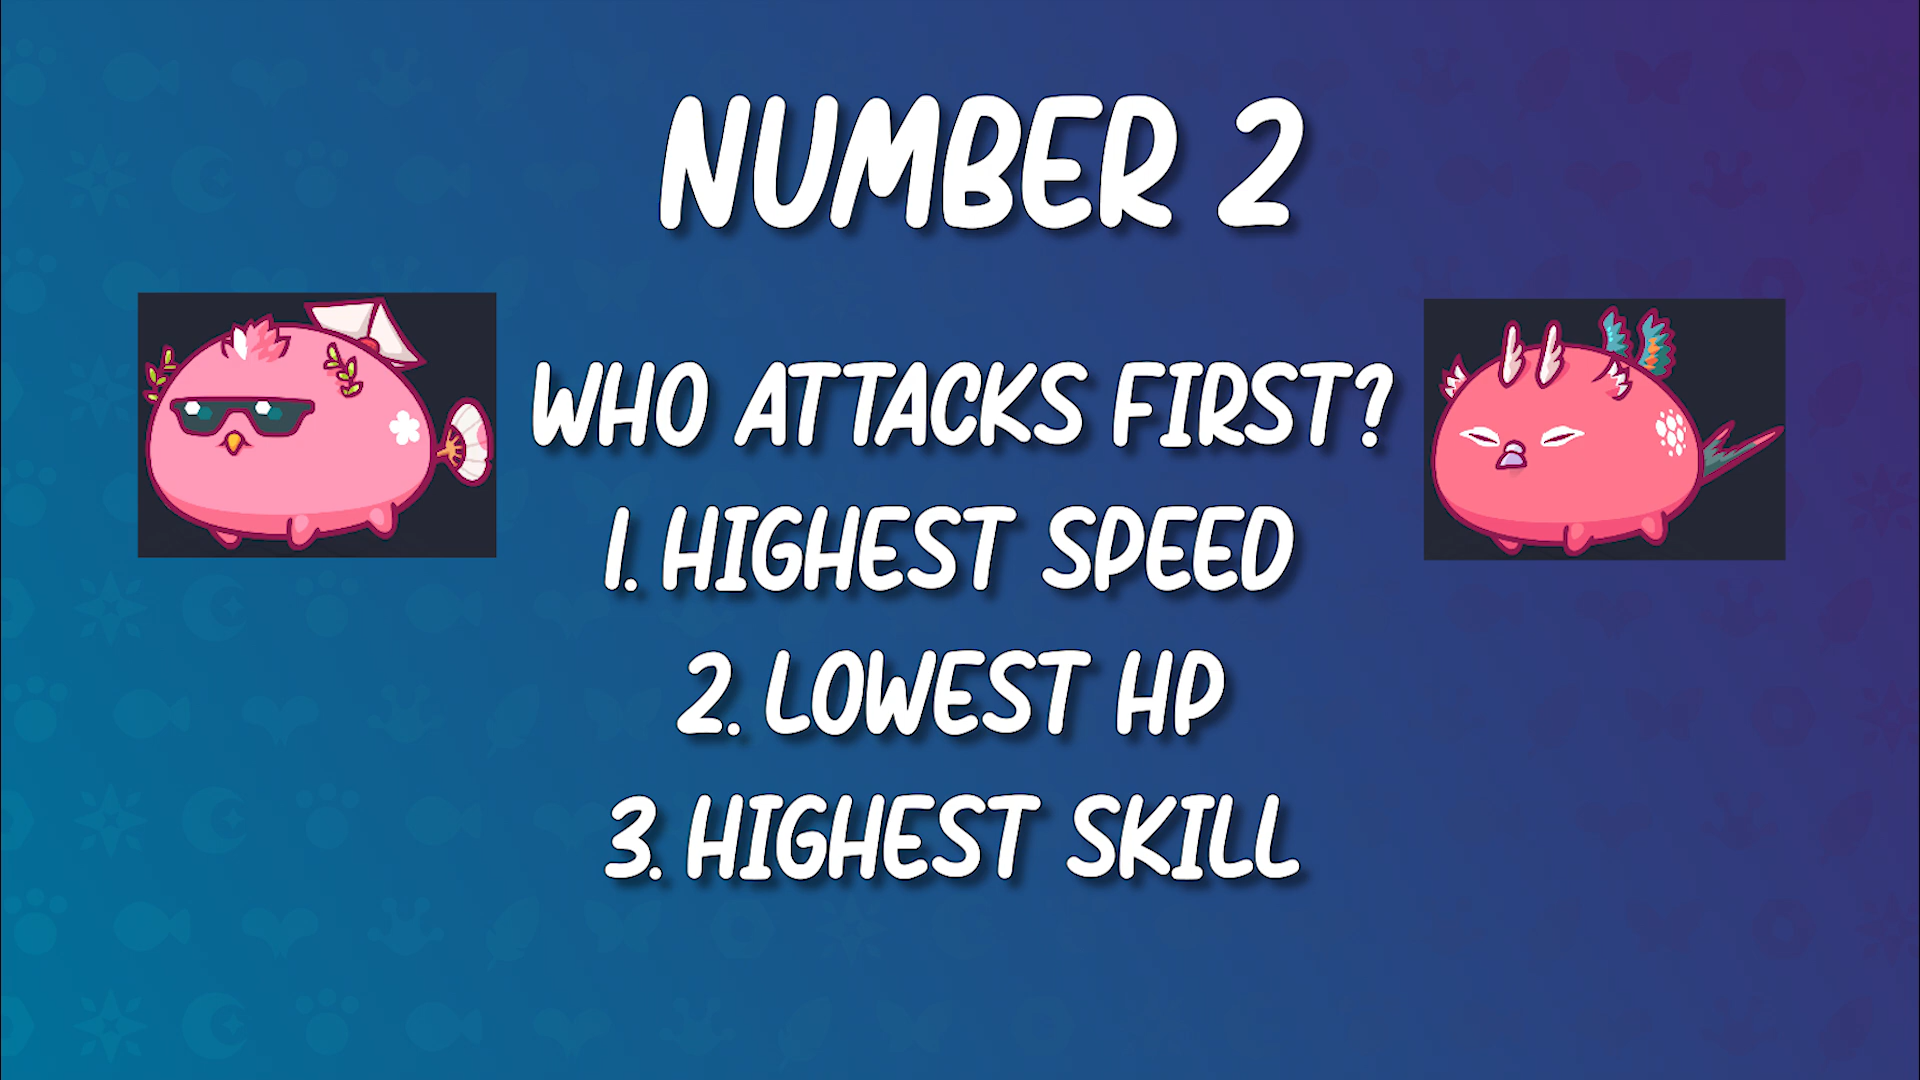 NUMBER 2
WHO ATTACKS FIRST?
1. HIGHEST SPEED
2. LOWEST HP
3. HIGHEST SKILL